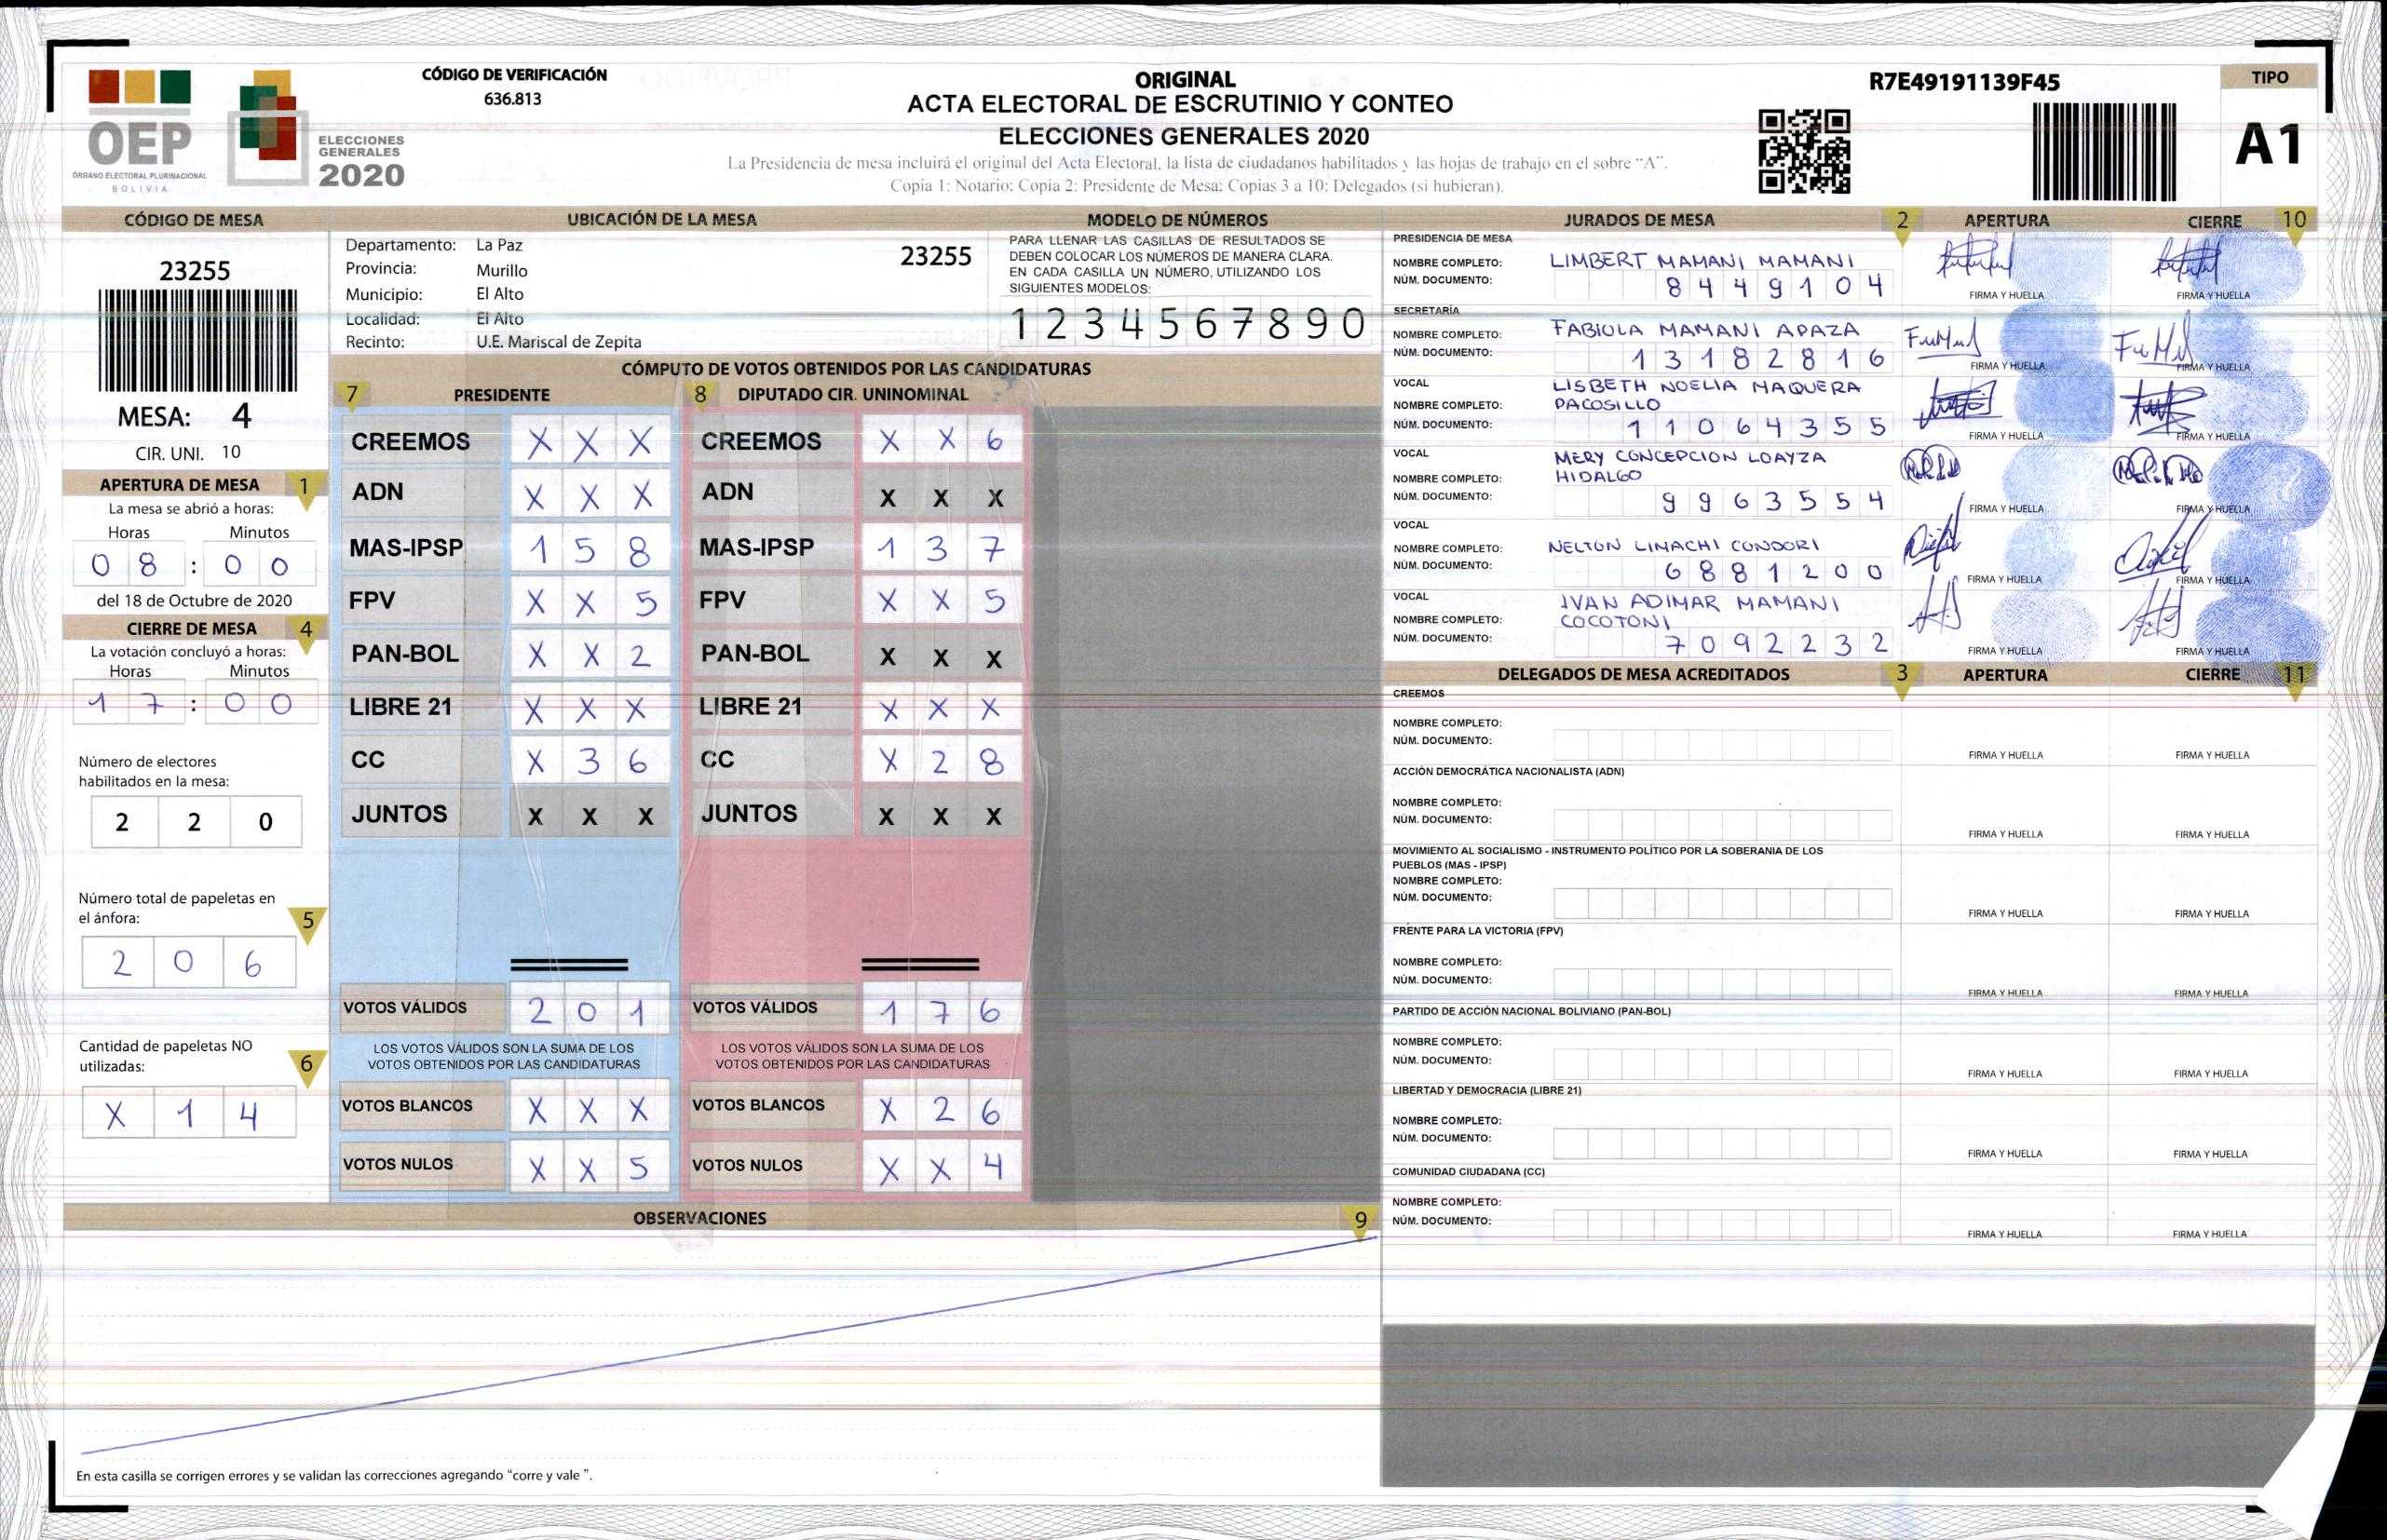 CÓDIGO DE VERIFICACIÓN
636.813
ORIGINAL
ACTA ELECTORAL DE ESCRUTINIO Y CONTEO
ELECCIONES GENERALES 2020
La Presidencia de mesa incluirá el original del Acta Electoral, la lista de ciudadanos habilitados y las hojas de trabajo en el sobre "A".
Copia 1: Notario; Copia 2: Presidente de Mesa; Copias 3 a 10: Delegados (si hubieran).
R7E49191139F45
TIPO
A1
OEP
ÓRGANO ELECTORAL PLURINACIONAL
BOLIVIA
ELECCIONES
GENERALES
2020
CÓDIGO DE MESA
23255
MESA: 4
CIR. UNI. 10
APERTURA DE MESA 1
La mesa se abrió a horas:
Horas Minutos
0 8 : 0 0
del 18 de Octubre de 2020
CIERRE DE MESA 4
La votación concluyó a horas:
Horas Minutos
1 7 : 0 0
Número de electores
habilitados en la mesa:
2 2 0
Número total de papeletas en
el ánfora: 5
2 0 6
Cantidad de papeletas NO
utilizadas: 6
X 1 4
UBICACIÓN DE LA MESA
Departamento: La Paz 23255
Provincia: Murillo
Municipio: El Alto
Localidad: El Alto
Recinto: U.E. Mariscal de Zepita
MODELO DE NÚMEROS
PARA LLENAR LAS CASILLAS DE RESULTADOS SE
DEBEN COLOCAR LOS NÚMEROS DE MANERA CLARA.
EN CADA CASILLA UN NÚMERO, UTILIZANDO LOS
SIGUIENTES MODELOS:
1 2 3 4 5 6 7 8 9 0
CÓMPUTO DE VOTOS OBTENIDOS POR LAS CANDIDATURAS
7 PRESIDENTE 8 DIPUTADO CIR. UNINOMINAL
CREEMOS X X X CREEMOS X X 6
ADN X X X ADN X X X
MAS-IPSP 1 5 8 MAS-IPSP 1 3 7
FPV X X 5 FPV X X 5
PAN-BOL X X 2 PAN-BOL X X X
LIBRE 21 X X X LIBRE 21 X X X
CC X 3 6 CC X 2 8
JUNTOS X X X JUNTOS X X X
VOTOS VÁLIDOS 2 0 1 VOTOS VÁLIDOS 1 7 6
LOS VOTOS VÁLIDOS SON LA SUMA DE LOS LOS VOTOS VÁLIDOS SON LA SUMA DE LOS
VOTOS OBTENIDOS POR LAS CANDIDATURAS VOTOS OBTENIDOS POR LAS CANDIDATURAS
VOTOS BLANCOS X X X VOTOS BLANCOS X 2 6
VOTOS NULOS X X 5 VOTOS NULOS X X 4
OBSERVACIONES 9
En esta casilla se corrigen errores y se validan las correcciones agregando "corre y vale ".
JURADOS DE MESA 2 APERTURA CIERRE 10
PRESIDENCIA DE MESA
NOMBRE COMPLETO: LIMBERT MAMANI MAMANI
NÚM. DOCUMENTO: 8 4 4 9 1 0 4
FIRMA Y HUELLA FIRMA Y HUELLA
SECRETARÍA
NOMBRE COMPLETO: FABIOLA MAMANI APAZA
NÚM. DOCUMENTO: 1 3 1 8 2 8 1 6
FIRMA Y HUELLA FIRMA Y HUELLA
VOCAL
LISBETH NOELIA MAQUERA
NOMBRE COMPLETO: PACOSILLO
NÚM. DOCUMENTO: 1 1 0 6 4 3 5 5
FIRMA Y HUELLA FIRMA Y HUELLA
VOCAL
MERY CONCEPCION LOAYZA
NOMBRE COMPLETO: HIDALGO
NÚM. DOCUMENTO: 9 9 6 3 5 5 4
FIRMA Y HUELLA FIRMA Y HUELLA
VOCAL
NOMBRE COMPLETO: NELTON LIMACHI CONDORI
NÚM. DOCUMENTO: 6 8 8 1 2 0 0
FIRMA Y HUELLA FIRMA Y HUELLA
VOCAL
IVAN ADIMAR MAMANI
NOMBRE COMPLETO: COCOTONI
NÚM. DOCUMENTO: 7 0 9 2 2 3 2
FIRMA Y HUELLA FIRMA Y HUELLA
DELEGADOS DE MESA ACREDITADOS 3 APERTURA CIERRE 11
CREEMOS
NOMBRE COMPLETO:
NÚM. DOCUMENTO:
FIRMA Y HUELLA FIRMA Y HUELLA
ACCIÓN DEMOCRÁTICA NACIONALISTA (ADN)
NOMBRE COMPLETO:
NÚM. DOCUMENTO:
FIRMA Y HUELLA FIRMA Y HUELLA
MOVIMIENTO AL SOCIALISMO - INSTRUMENTO POLÍTICO POR LA SOBERANIA DE LOS
PUEBLOS (MAS - IPSP)
NOMBRE COMPLETO:
NÚM. DOCUMENTO:
FIRMA Y HUELLA FIRMA Y HUELLA
FRENTE PARA LA VICTORIA (FPV)
NOMBRE COMPLETO:
NÚM. DOCUMENTO:
FIRMA Y HUELLA FIRMA Y HUELLA
PARTIDO DE ACCIÓN NACIONAL BOLIVIANO (PAN-BOL)
NOMBRE COMPLETO:
NÚM. DOCUMENTO:
FIRMA Y HUELLA FIRMA Y HUELLA
LIBERTAD Y DEMOCRACIA (LIBRE 21)
NOMBRE COMPLETO:
NÚM. DOCUMENTO:
FIRMA Y HUELLA FIRMA Y HUELLA
COMUNIDAD CIUDADANA (CC)
NOMBRE COMPLETO:
NÚM. DOCUMENTO:
FIRMA Y HUELLA FIRMA Y HUELLA